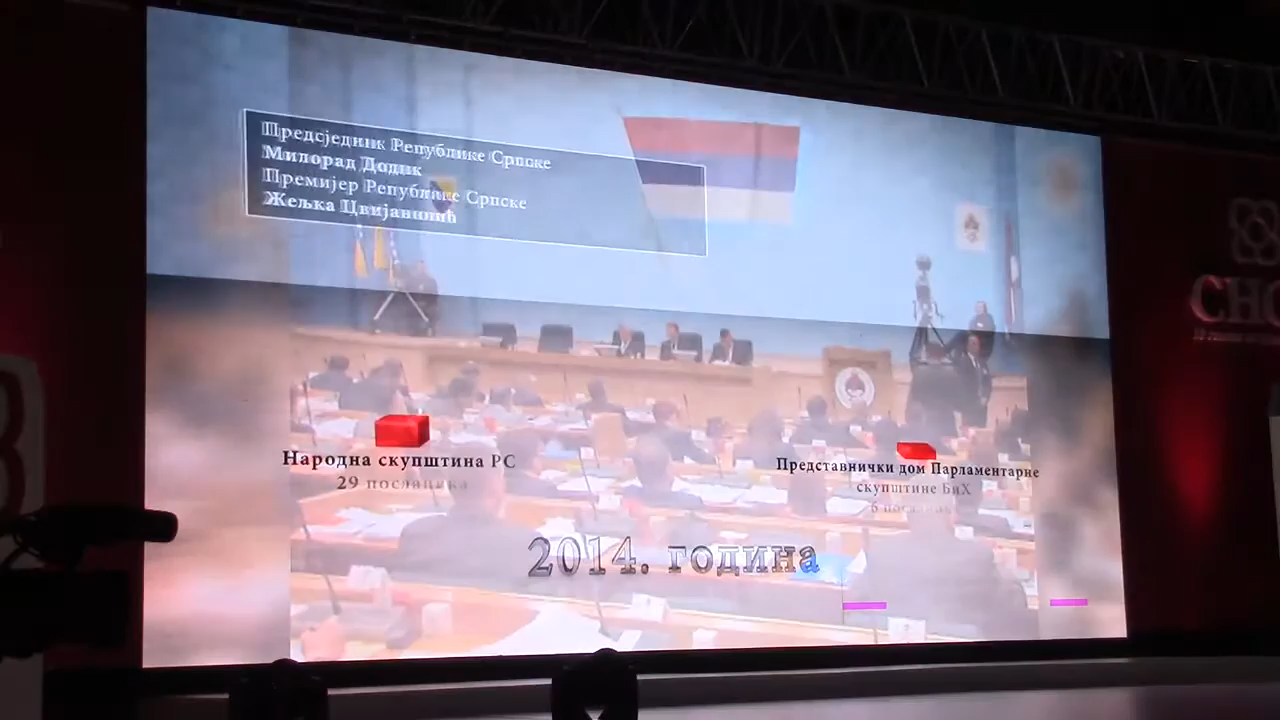 Предсједник Републике Српске
Милорад Додик
Премијер Републике Српске
Жељка Цвијановић
СНС
Народна скупштина РС
29 посланика
Представнички дом Парламентарне
скупштине БиХ
6 посланика
2014. година